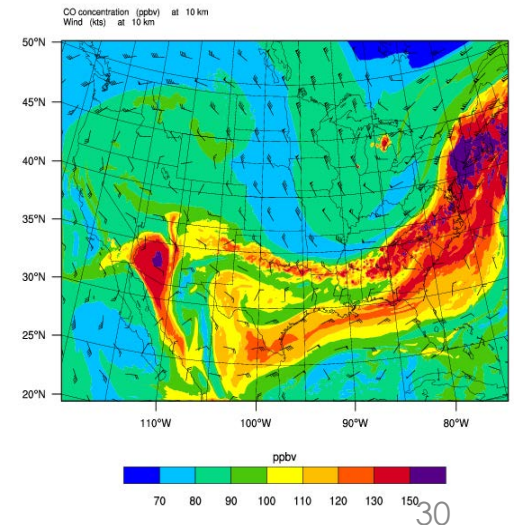 CO concentration (ppbv) at 10 km
Wind (kts) at 10 km
50°N
45°N
40°N
35°N
30°N
25°N
20°N
110°W 100°W 90°W 80°W
ppbv
70 80 90 100 110 120 130 150
30